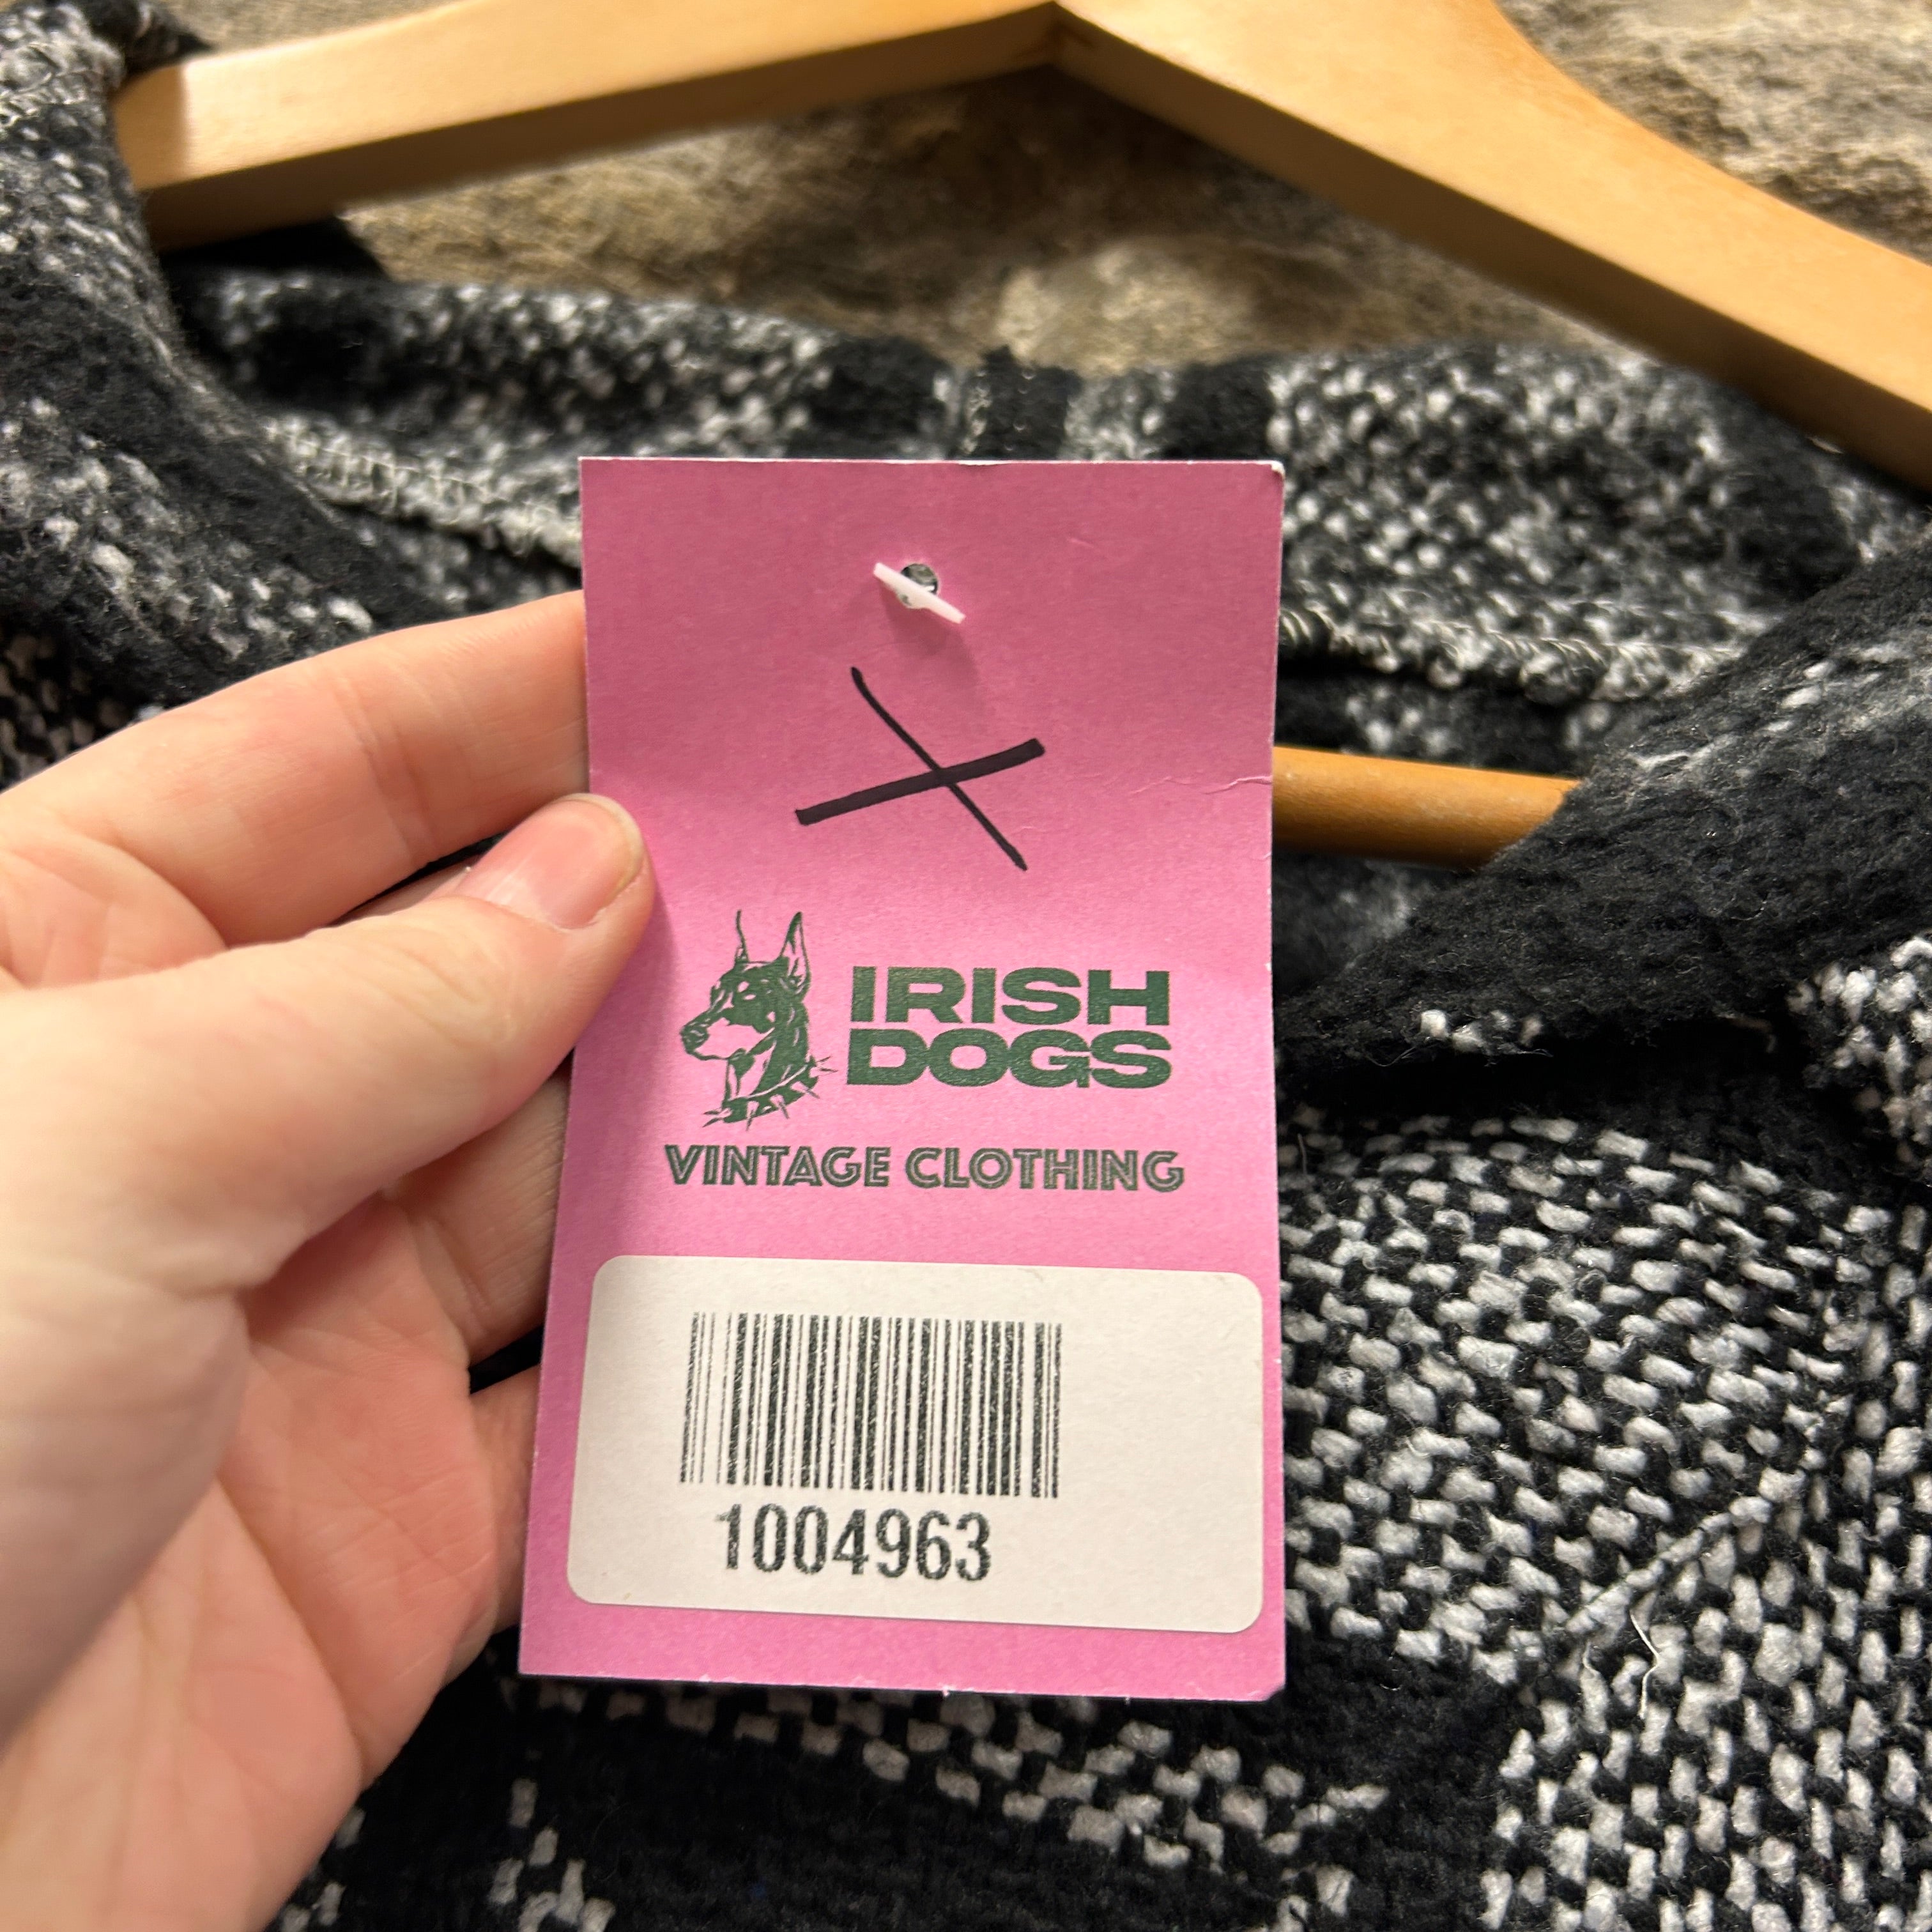 X
IRISH
DOGS
VINTAGE CLOTHING
1004963